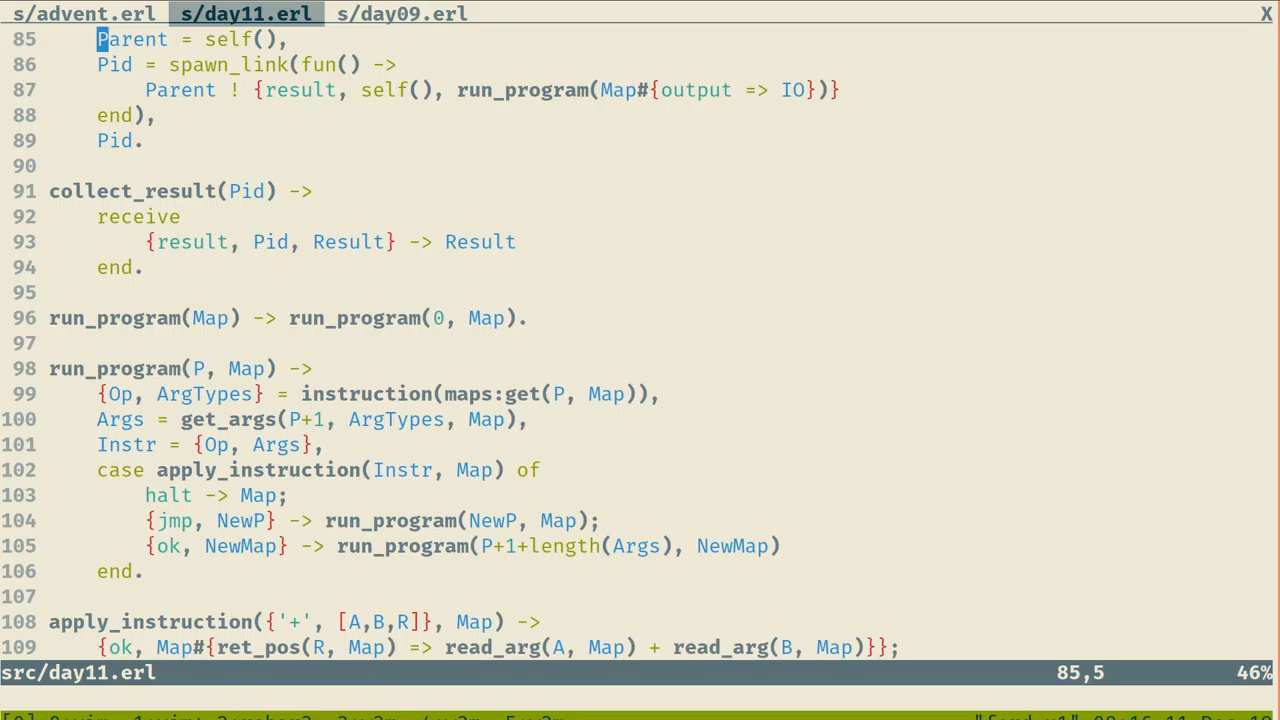 s/advent.erl s/day11.erl s/day09.erl X
85 Parent = self(),
86 Pid = spawn_link(fun() ->
87 Parent ! {result, self(), run_program(Map#{output => IO})}
88 end),
89 Pid.
90
91 collect_result(Pid) ->
92 receive
93 {result, Pid, Result} -> Result
94 end.
95
96 run_program(Map) -> run_program(0, Map).
97
98 run_program(P, Map) ->
99 {Op, ArgTypes} = instruction(maps:get(P, Map)),
100 Args = get_args(P+1, ArgTypes, Map),
101 Instr = {Op, Args},
102 case apply_instruction(Instr, Map) of
103 halt -> Map;
104 {jmp, NewP} -> run_program(NewP, Map);
105 {ok, NewMap} -> run_program(P+1+length(Args), NewMap)
106 end.
107
108 apply_instruction({'+', [A,B,R]}, Map) ->
109 {ok, Map#{ret_pos(R, Map) => read_arg(A, Map) + read_arg(B, Map)}};
src/day11.erl 85,5 46%